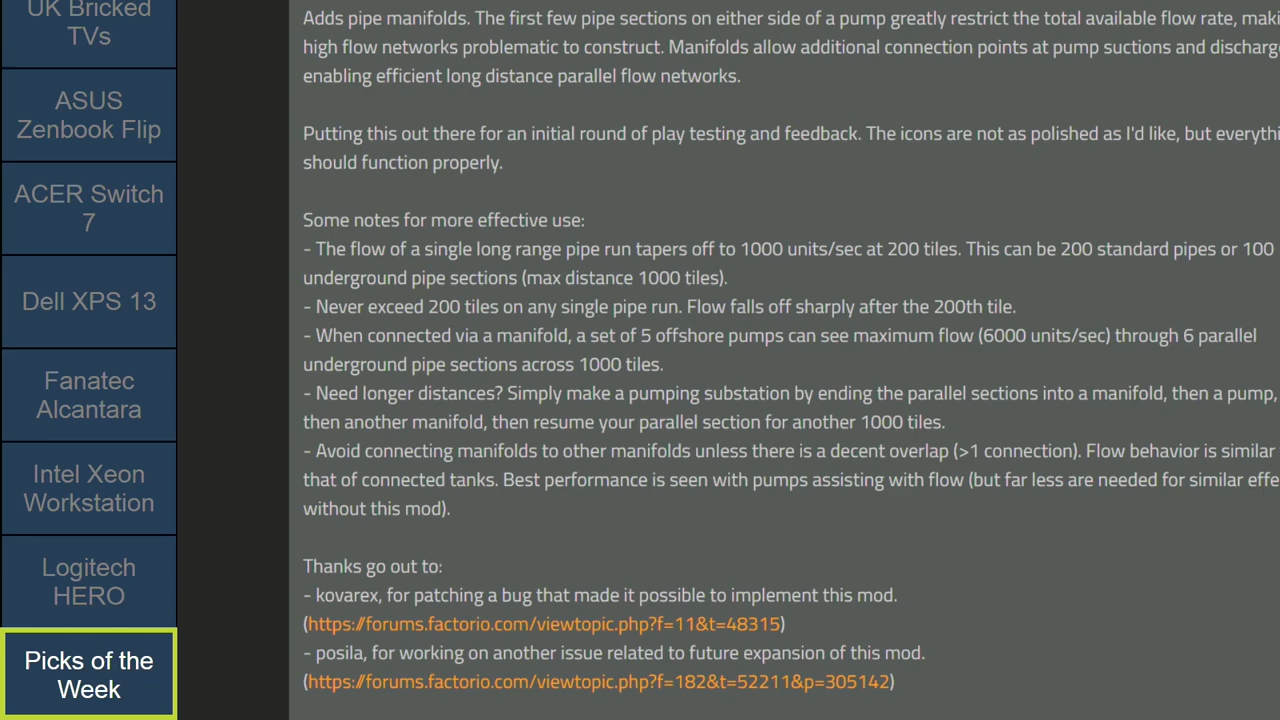 UK Bricked
TVs
ASUS
Zenbook Flip
ACER Switch
7
Dell XPS 13
Fanatec
Alcantara
Intel Xeon
Workstation
Logitech
HERO
Picks of the
Week
Adds pipe manifolds. The first few pipe sections on either side of a pump greatly restrict the total available flow rate, maki
high flow networks problematic to construct. Manifolds allow additional connection points at pump suctions and discharge
enabling efficient long distance parallel flow networks.
Putting this out there for an initial round of play testing and feedback. The icons are not as polished as I'd like, but everythi
should function properly.
Some notes for more effective use:
- The flow of a single long range pipe run tapers off to 1000 units/sec at 200 tiles. This can be 200 standard pipes or 100
underground pipe sections (max distance 1000 tiles).
- Never exceed 200 tiles on any single pipe run. Flow falls off sharply after the 200th tile.
- When connected via a manifold, a set of 5 offshore pumps can see maximum flow (6000 units/sec) through 6 parallel
underground pipe sections across 1000 tiles.
- Need longer distances? Simply make a pumping substation by ending the parallel sections into a manifold, then a pump,
then another manifold, then resume your parallel section for another 1000 tiles.
- Avoid connecting manifolds to other manifolds unless there is a decent overlap (>1 connection). Flow behavior is similar
that of connected tanks. Best performance is seen with pumps assisting with flow (but far less are needed for similar effe
without this mod).
Thanks go out to:
- kovarex, for patching a bug that made it possible to implement this mod.
(https://forums.factorio.com/viewtopic.php?f=11&t=48315)
- posila, for working on another issue related to future expansion of this mod.
(https://forums.factorio.com/viewtopic.php?f=182&t=52211&p=305142)